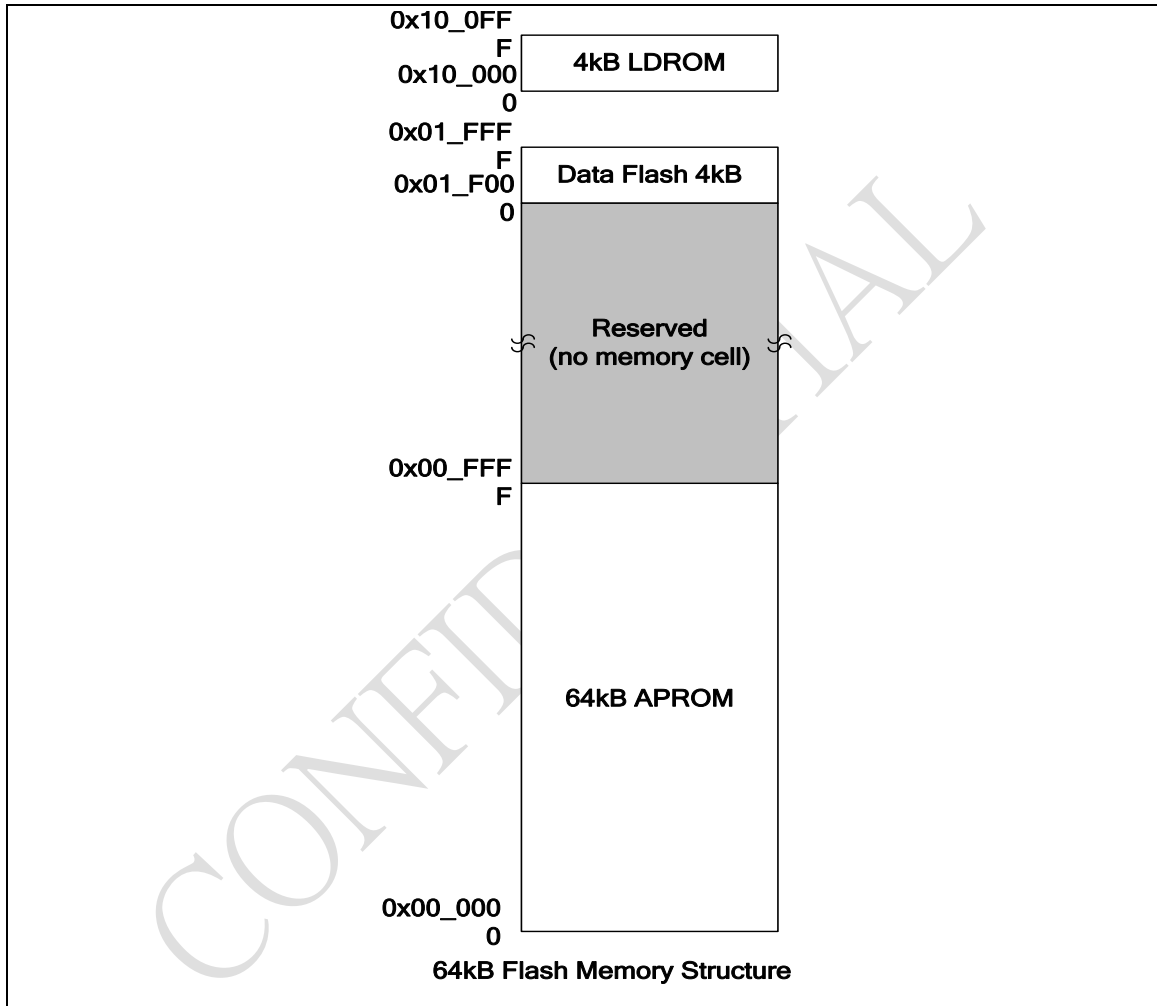 0x10_0FF
F
4kB LDROM
0x10_000
0
0x01_FFF
F
Data Flash 4kB
0x01_F00
0
Reserved
(no memory cell)
0x00_FFF
F
64kB APROM
0x00_000
0
64kB Flash Memory Structure
CONFIDENTIAL